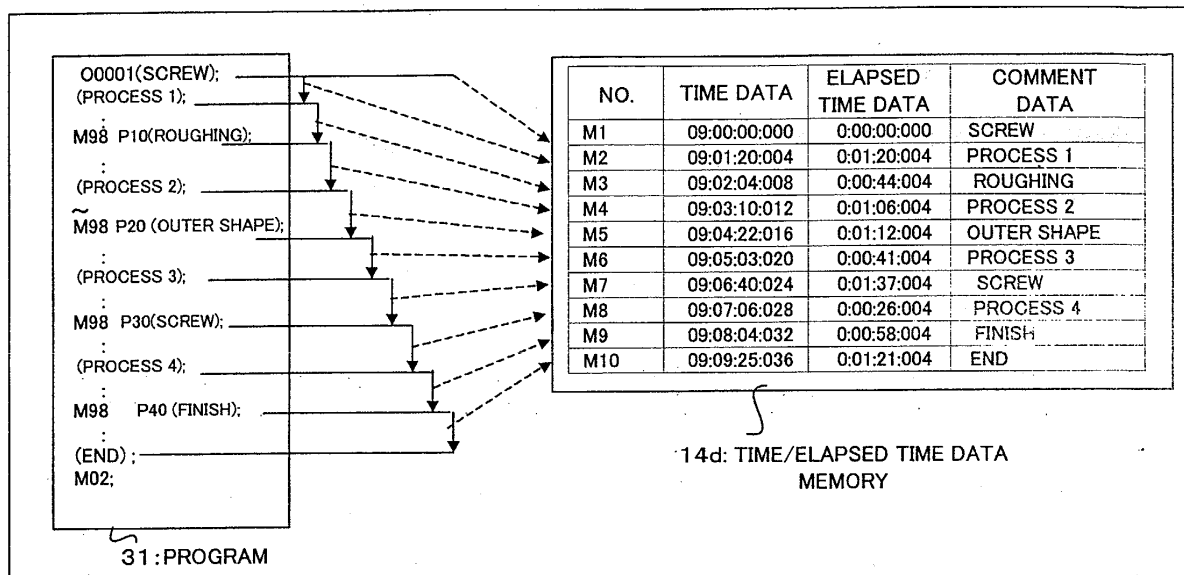 O0001(SCREW);
(PROCESS 1);
:
M98 P10(ROUGHING);
:
(PROCESS 2);
~
M98 P20 (OUTER SHAPE);
:
(PROCESS 3);
:
M98 P30(SCREW);
:
(PROCESS 4);
:
M98 P40 (FINISH);
:
(END) ;
M02;
31:PROGRAM
NO. TIME DATA ELAPSED TIME DATA COMMENT DATA
M1 09:00:00:000 0:00:00:000 SCREW
M2 09:01:20:004 0:01:20:004 PROCESS 1
M3 09:02:04:008 0:00:44:004 ROUGHING
M4 09:03:10:012 0:01:06:004 PROCESS 2
M5 09:04:22:016 0:01:12:004 OUTER SHAPE
M6 09:05:03:020 0:00:41:004 PROCESS 3
M7 09:06:40:024 0:01:37:004 SCREW
M8 09:07:06:028 0:00:26:004 PROCESS 4
M9 09:08:04:032 0:00:58:004 FINISH
M10 09:09:25:036 0:01:21:004 END
14d: TIME/ELAPSED TIME DATA
MEMORY